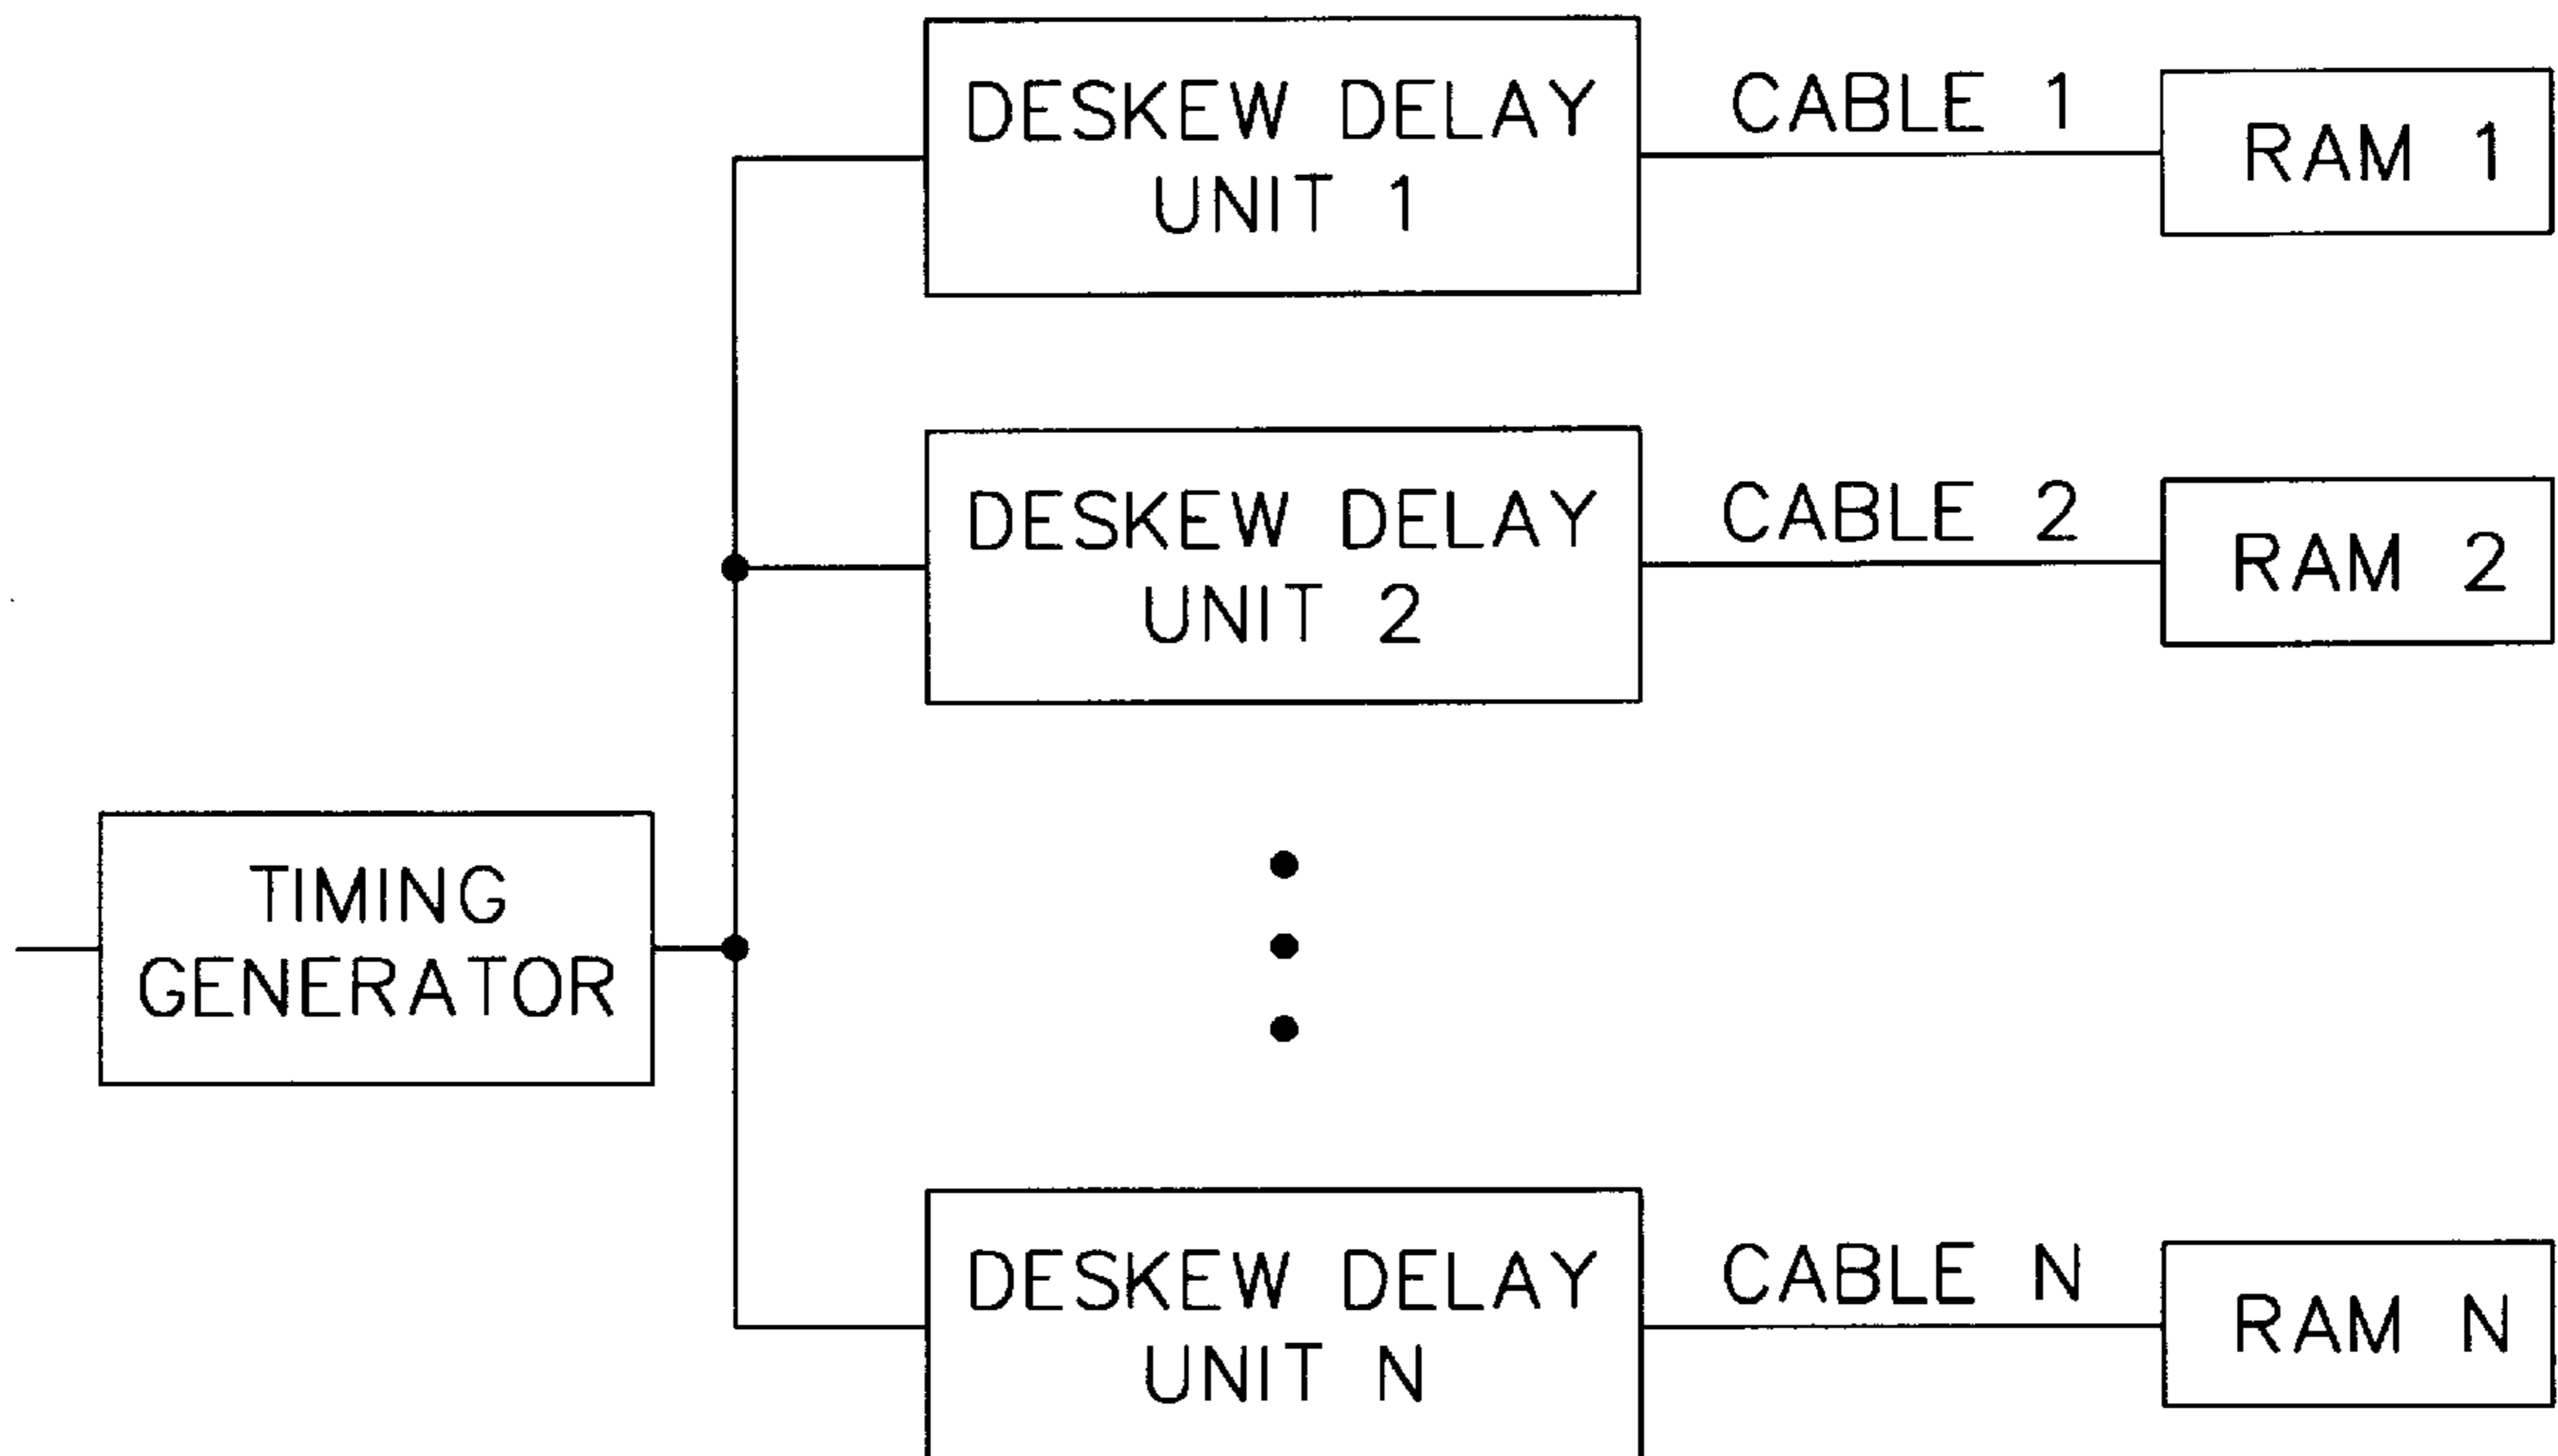 DESKEW DELAY
UNIT 1
CABLE 1
RAM 1
DESKEW DELAY
UNIT 2
CABLE 2
RAM 2
TIMING
GENERATOR
DESKEW DELAY
UNIT N
CABLE N
RAM N